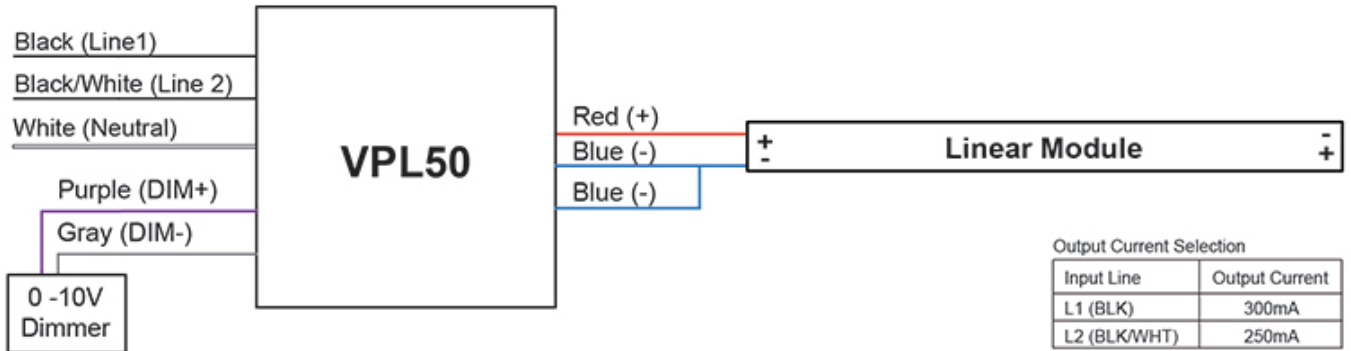 Black (Line1)
Black/White (Line 2)
White (Neutral)
Purple (DIM+)
Gray (DIM-)
0 -10V
Dimmer
VPL50
Red (+)
Blue (-)
Blue (-)
+
-
Linear Module
-
+
Output Current Selection
Input Line Output Current
L1 (BLK) 300mA
L2 (BLK/WHT) 250mA